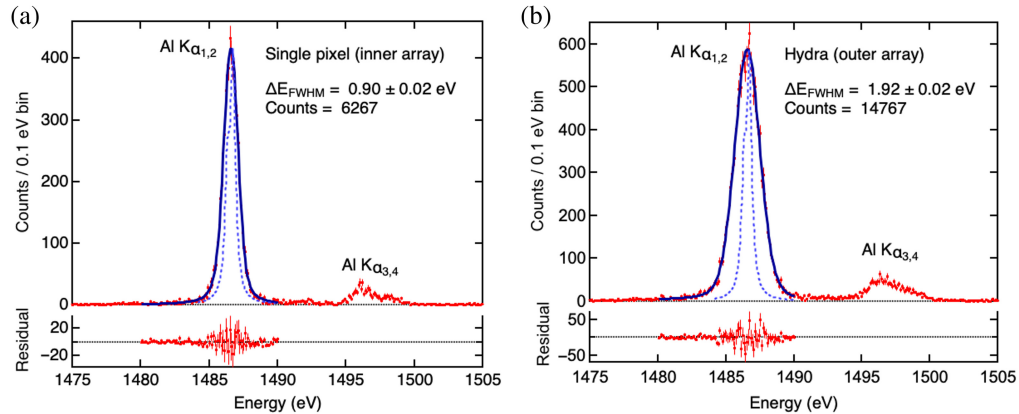 (a)
Al Kα1,2
Single pixel (inner array)
ΔEFWHM = 0.90 ± 0.02 eV
Counts = 6267
Al Kα3,4
Counts / 0.1 eV bin
400
300
200
100
0
Residual
20
0
−20
1475 1480 1485 1490 1495 1500 1505
Energy (eV)
(b)
Al Kα1,2
Hydra (outer array)
ΔEFWHM = 1.92 ± 0.02 eV
Counts = 14767
Al Kα3,4
Counts / 0.1 eV bin
600
500
400
300
200
100
0
Residual
50
0
−50
1475 1480 1485 1490 1495 1500 1505
Energy (eV)